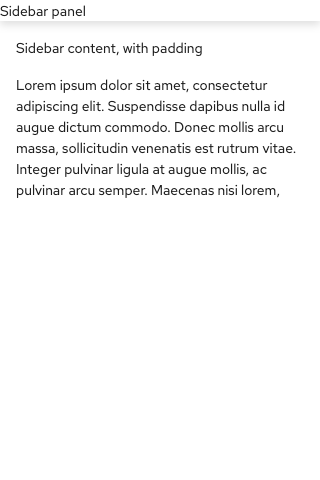 Sidebar panel
Sidebar content, with padding
Lorem ipsum dolor sit amet, consectetur
adipiscing elit. Suspendisse dapibus nulla id
augue dictum commodo. Donec mollis arcu
massa, sollicitudin venenatis est rutrum vitae.
Integer pulvinar ligula at augue mollis, ac
pulvinar arcu semper. Maecenas nisi lorem,